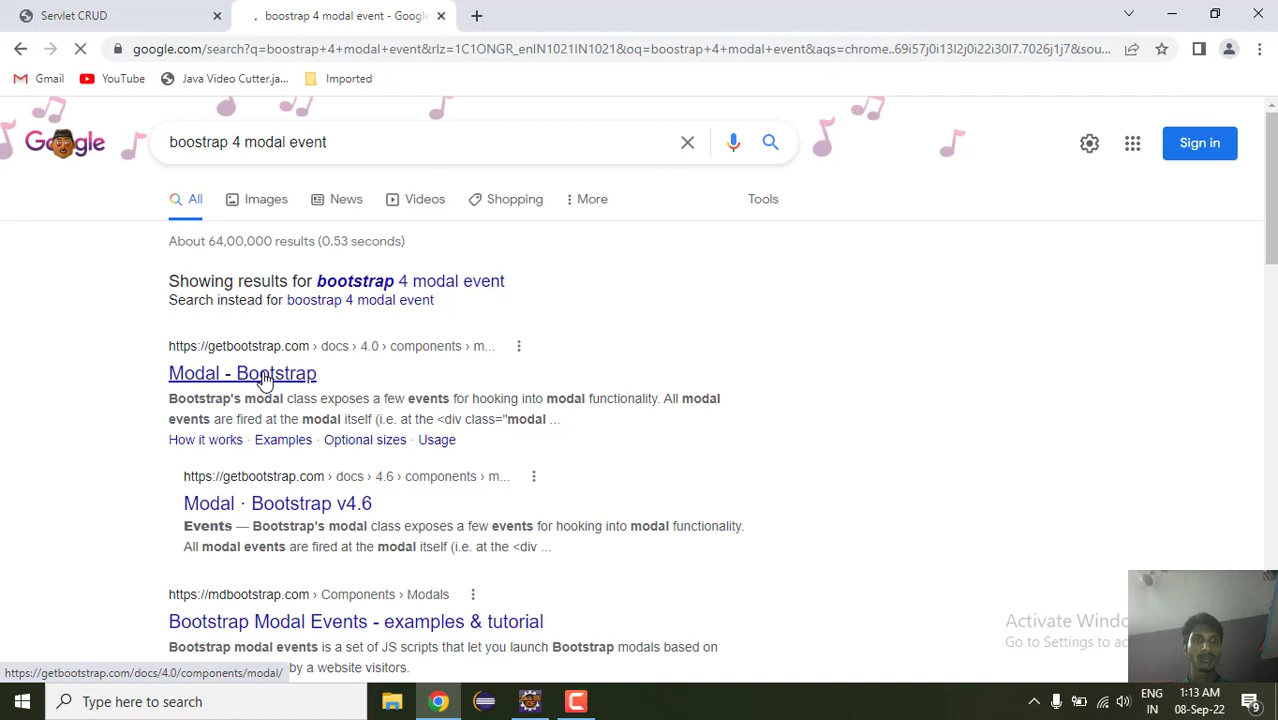 Servlet CRUD
boostrap 4 modal event - Google
google.com/search?q=boostrap+4+modal+event&rlz=1C1ONGR_enIN1021IN1021&oq=boostrap+4+modal+event&aqs=chrome..69i57j0i13l2j0i22i30l7.7026j1j7&sou...
Gmail
YouTube
Java Video Cutter.ja...
Imported
Google
boostrap 4 modal event
Sign in
All
Images
News
Videos
Shopping
More
Tools
About 64,00,000 results (0.53 seconds)
Showing results for bootstrap 4 modal event
Search instead for boostrap 4 modal event
https://getbootstrap.com › docs › 4.0 › components › m...
Modal - Bootstrap
Bootstrap's modal class exposes a few events for hooking into modal functionality. All modal
events are fired at the modal itself (i.e. at the <div class="modal ...
How it works · Examples · Optional sizes · Usage
https://getbootstrap.com › docs › 4.6 › components › m...
Modal · Bootstrap v4.6
Events — Bootstrap's modal class exposes a few events for hooking into modal functionality.
All modal events are fired at the modal itself (i.e. at the <div ...
https://mdbootstrap.com › Components › Modals
Bootstrap Modal Events - examples & tutorial
Bootstrap modal events is a set of JS scripts that let you launch Bootstrap modals based on
by a website visitors.
Activate Windo
Go to Settings to ac
https://getbootstrap.com/docs/4.0/components/modal/
Type here to search
ENG
IN
1:13 AM
08-Sep-22
9